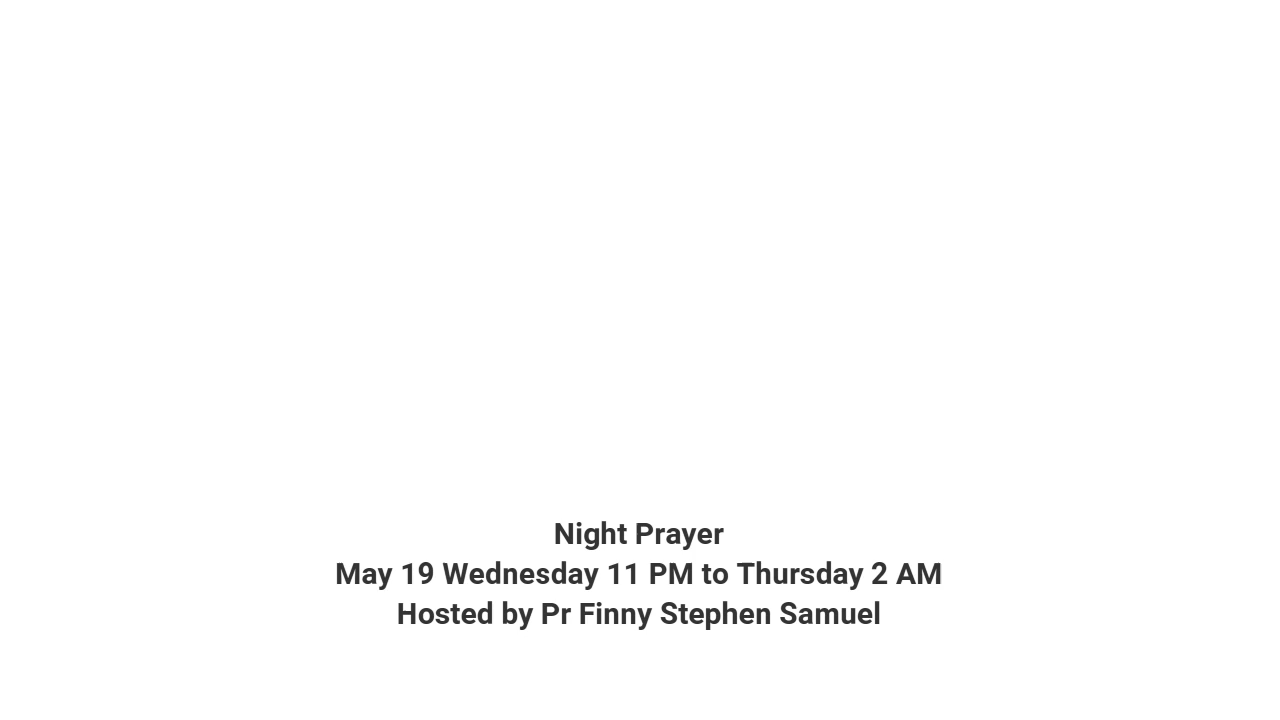 Night Prayer
May 19 Wednesday 11 PM to Thursday 2 AM
Hosted by Pr Finny Stephen Samuel